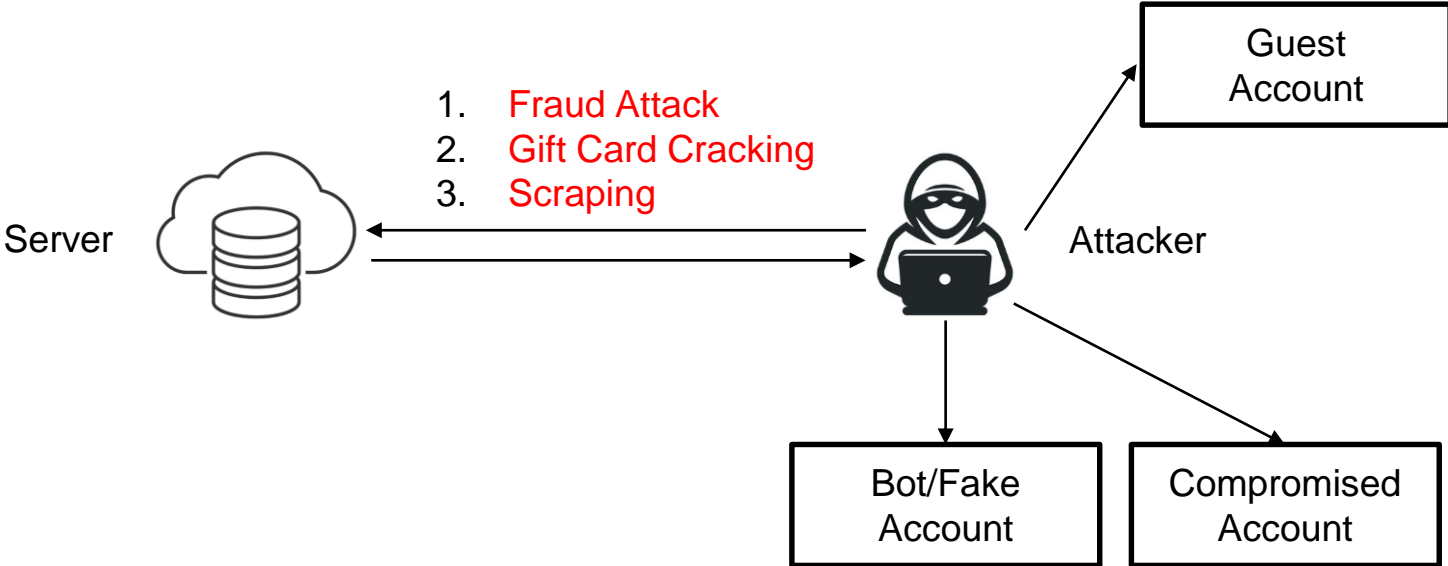 Guest
Account
1. Fraud Attack
2. Gift Card Cracking
3. Scraping
Server
Attacker
Bot/Fake
Account
Compromised
Account